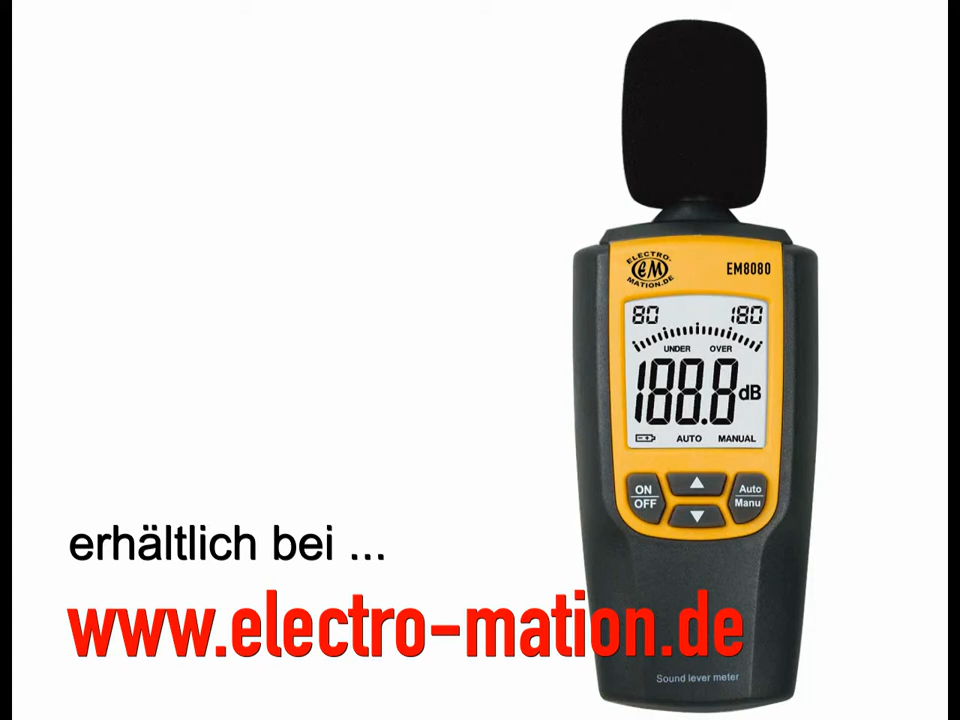 ELECTRO-
EM
MATION.DE
EM8080
80 180
UNDER OVER
188.8 dB
AUTO MANUAL
ON
OFF
Auto
Manu
erhältlich bei ...
www.electro-mation.de
Sound lever meter